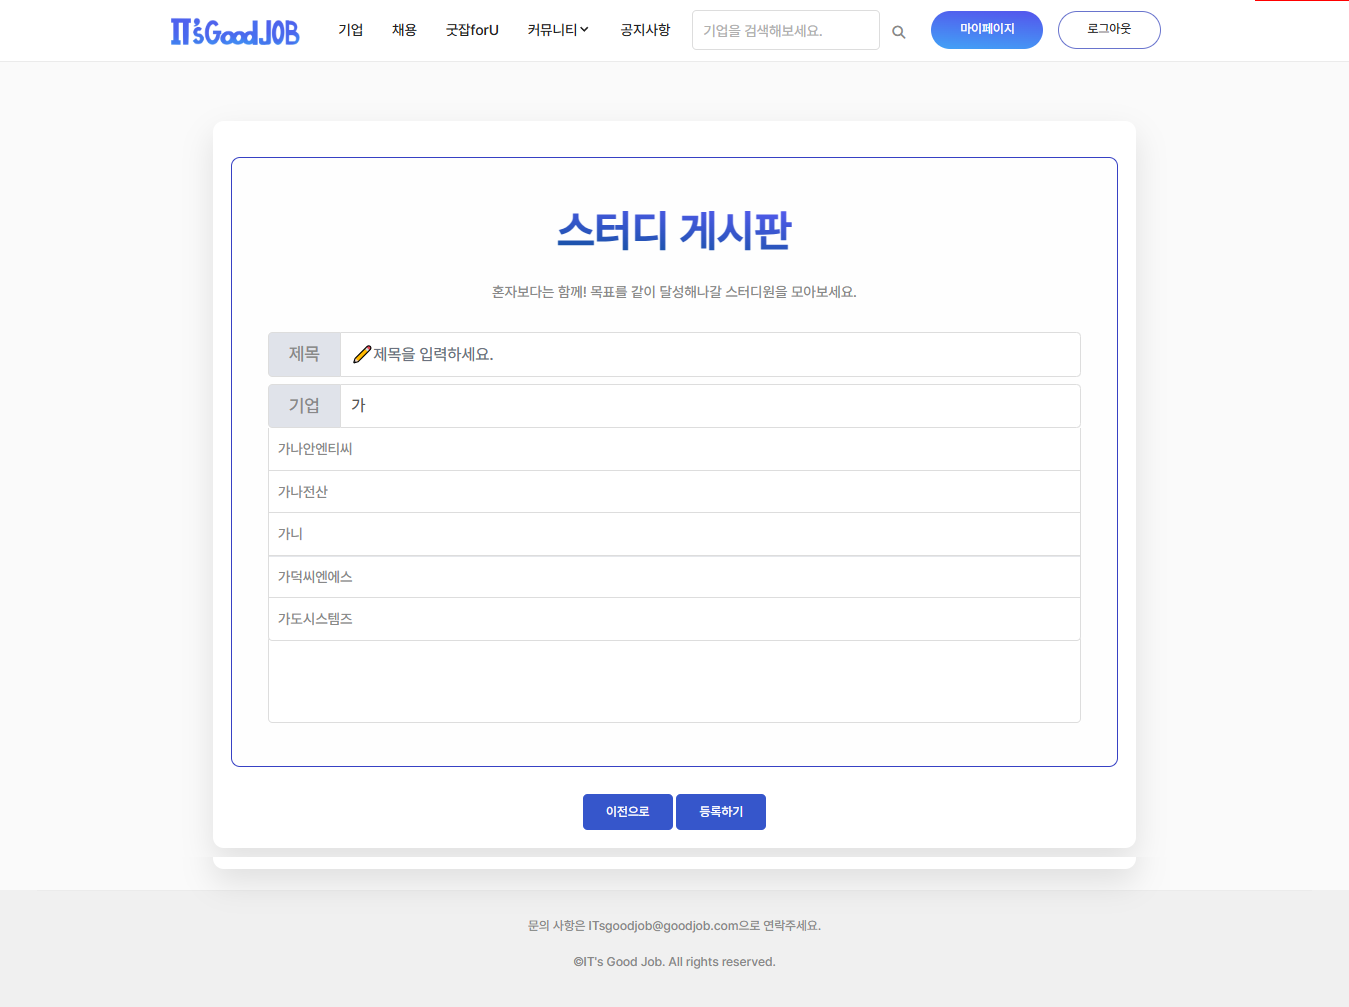 IT'sGoodJOB 기업 채용 굿잡forU 커뮤니티 공지사항 기업을 검색해보세요. 마이페이지 로그아웃
스터디 게시판
혼자보다는 함께! 목표를 같이 달성해나갈 스터디원을 모아보세요.
제목 ✏️제목을 입력하세요.
기업 가
가나안엔티씨
가나전산
가니
가덕씨엔에스
가도시스템즈
이전으로 등록하기
문의 사항은 ITsgoodjob@goodjob.com으로 연락주세요.
©IT's Good Job. All rights reserved.